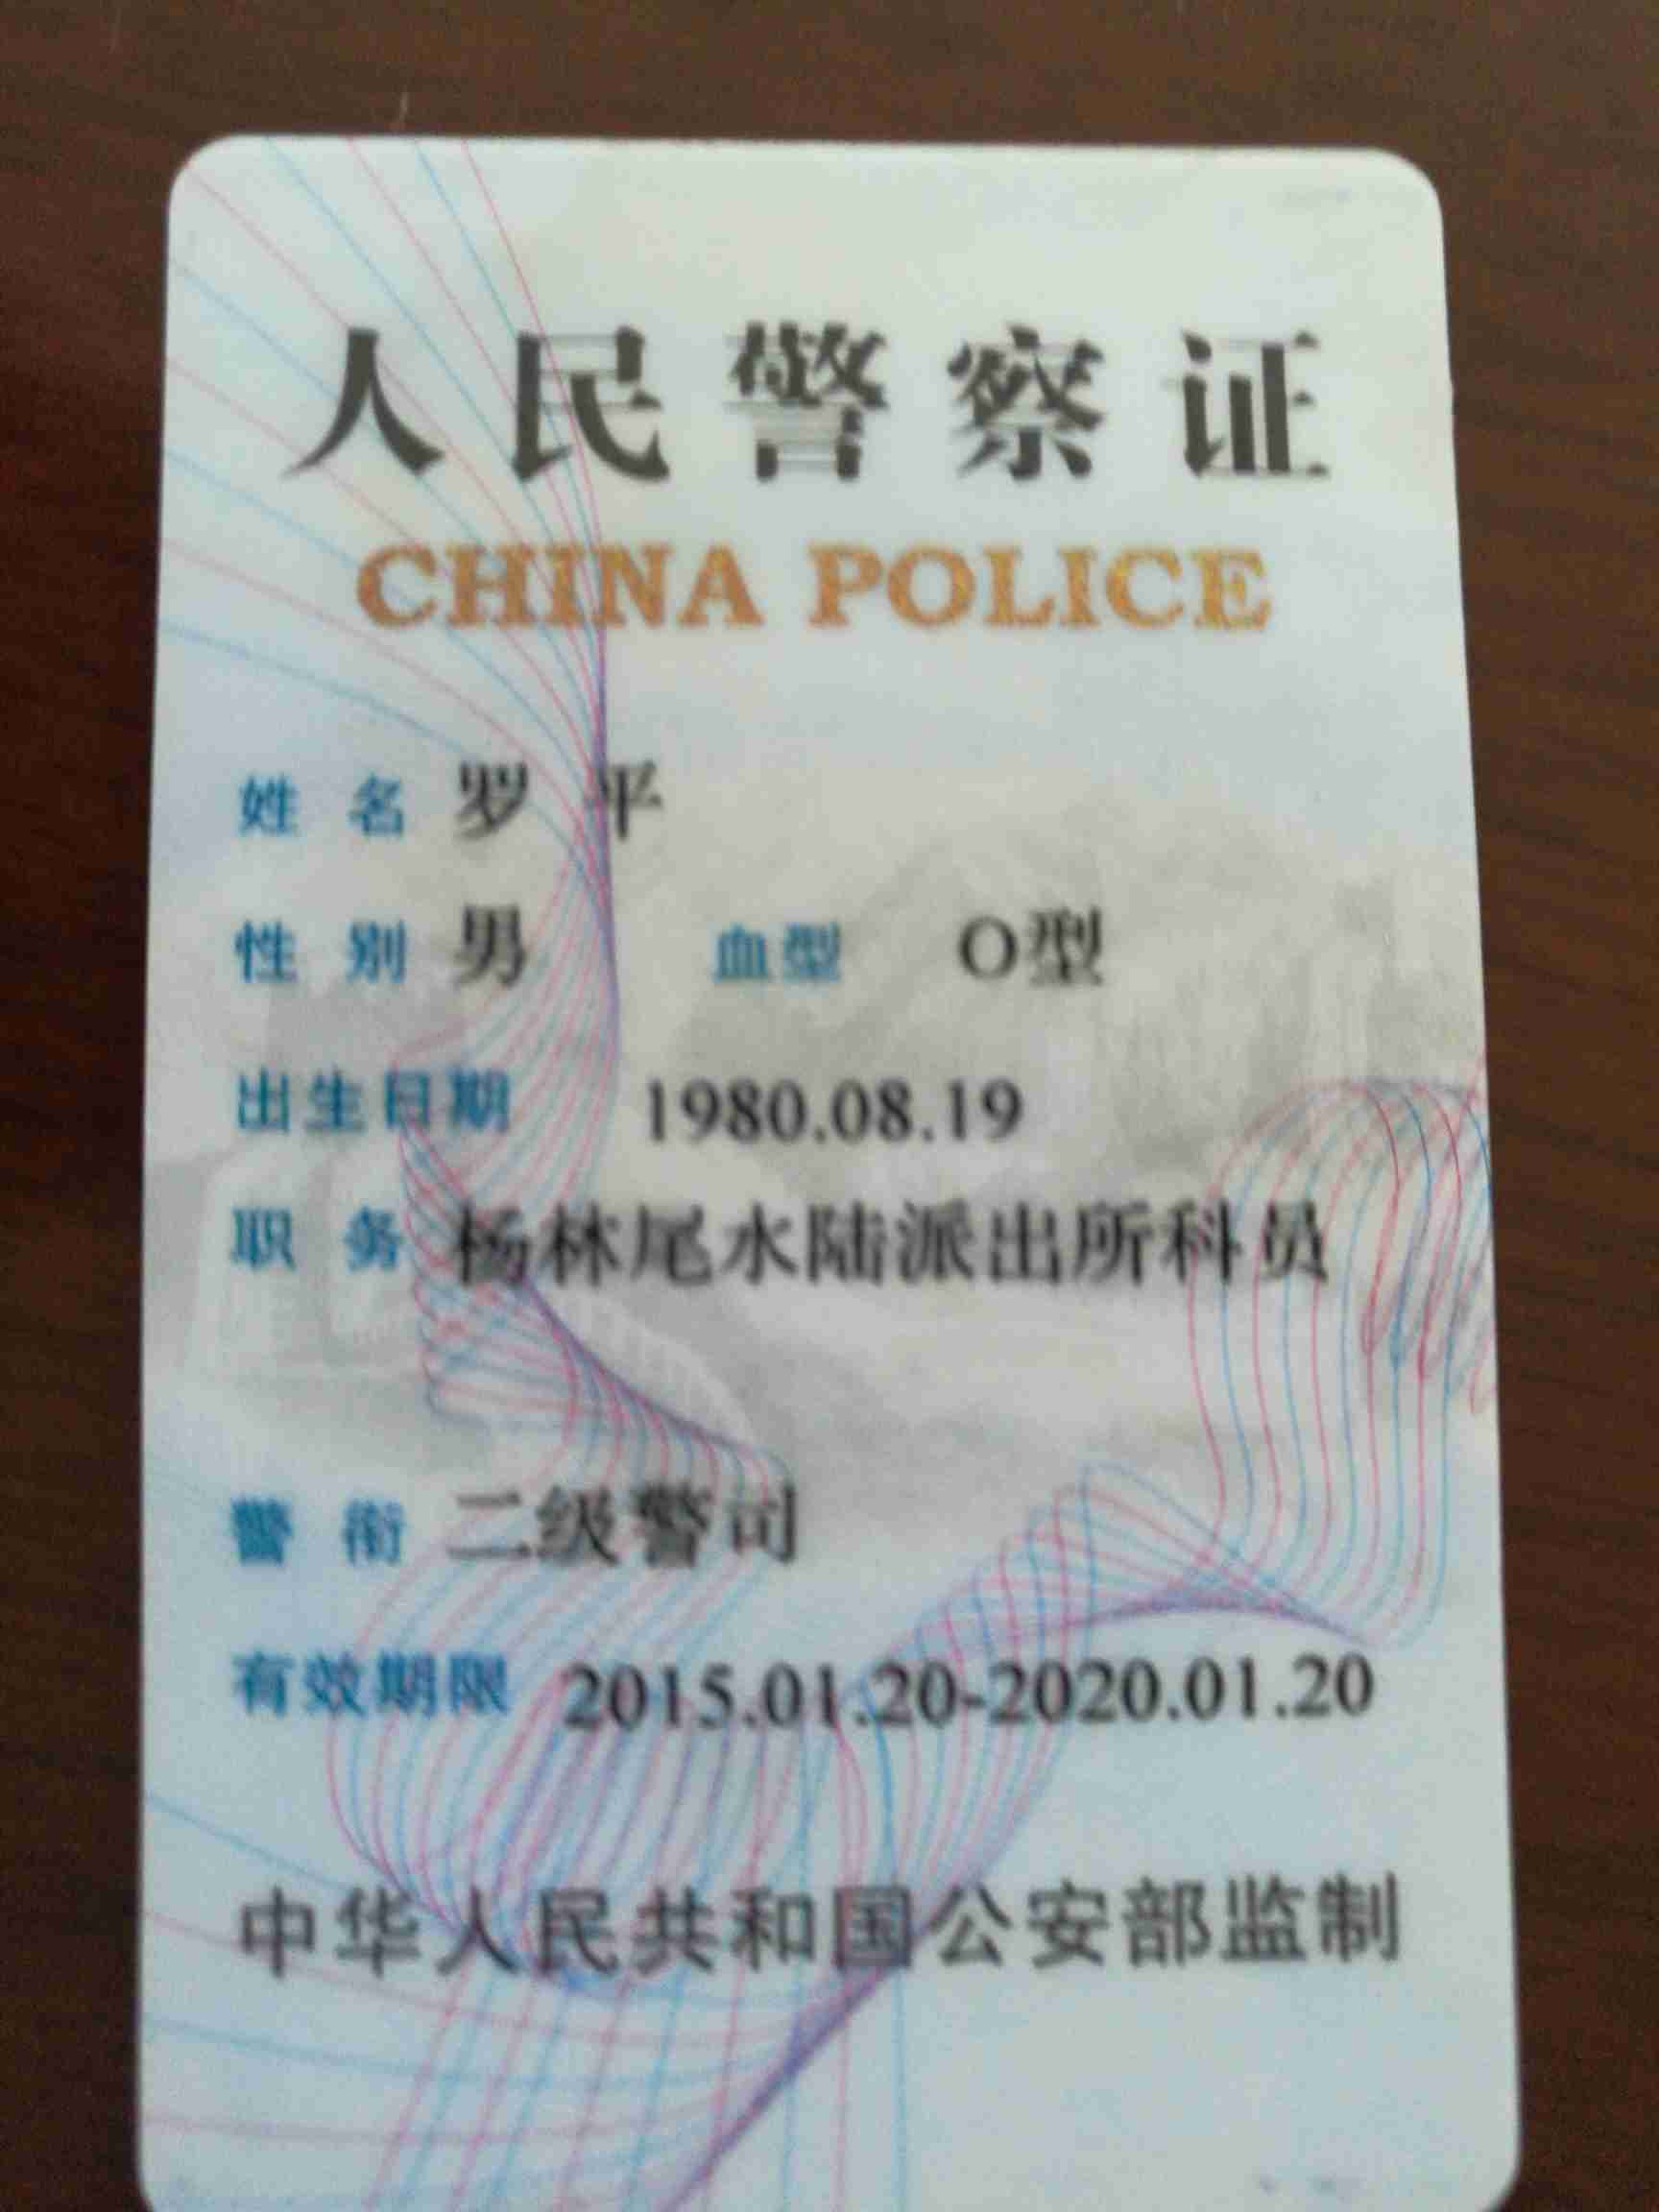 人民警察证
CHINA POLICE
姓 名 罗 平
性 别 男 血型 O型
出生日期 1980.08.19
职 务 杨林尾水陆派出所科员
警 衔 二级警司
有效期限 2015.01.20-2020.01.20
中华人民共和国公安部监制